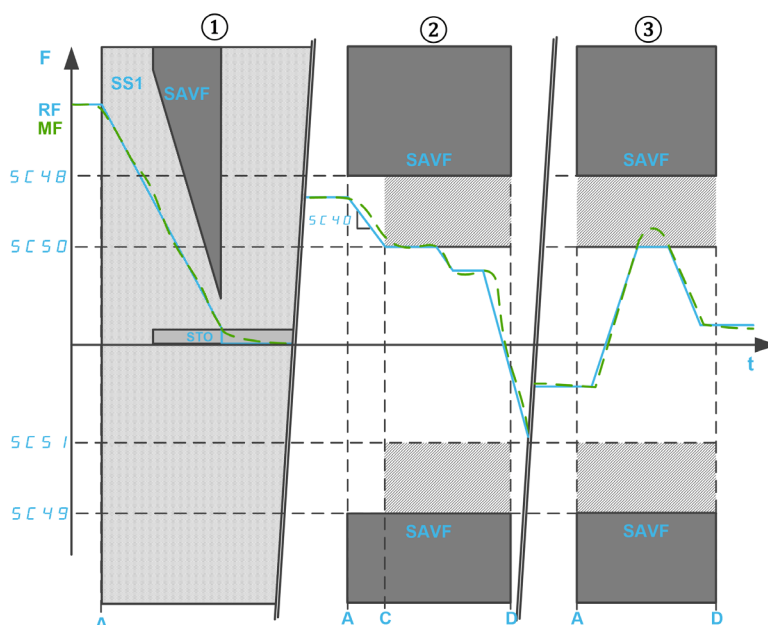 ① ② ③
F
SS1
SAVF
RF
MF
SAVF
SAVF
SC48
SC40
SC50
STO
t
SC51
SC49
SAVF
SAVF
A
A
C
D
A
D